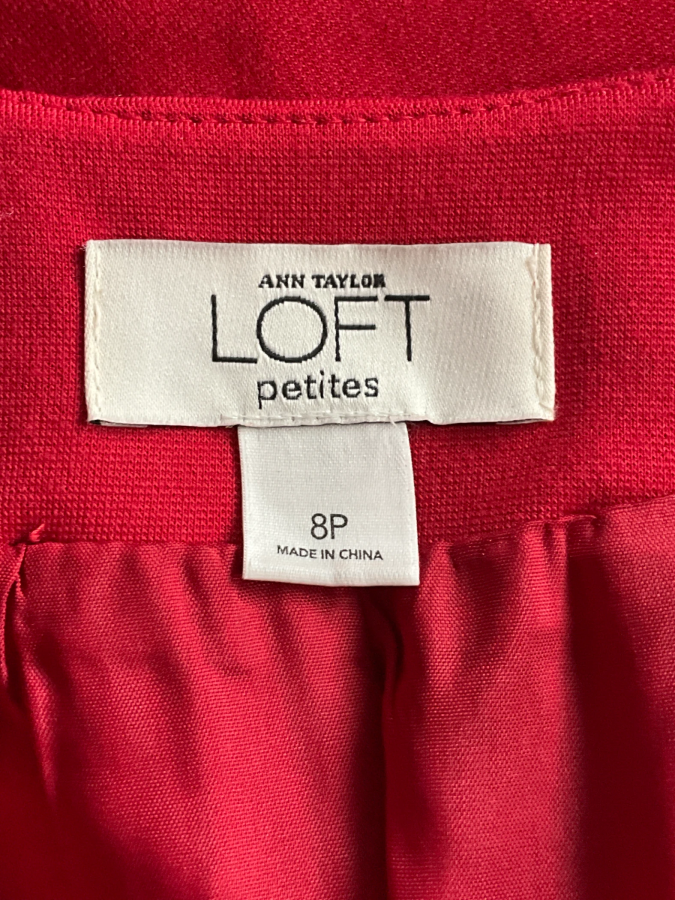 ANN TAYLOR
LOFT
petites
8P
MADE IN CHINA